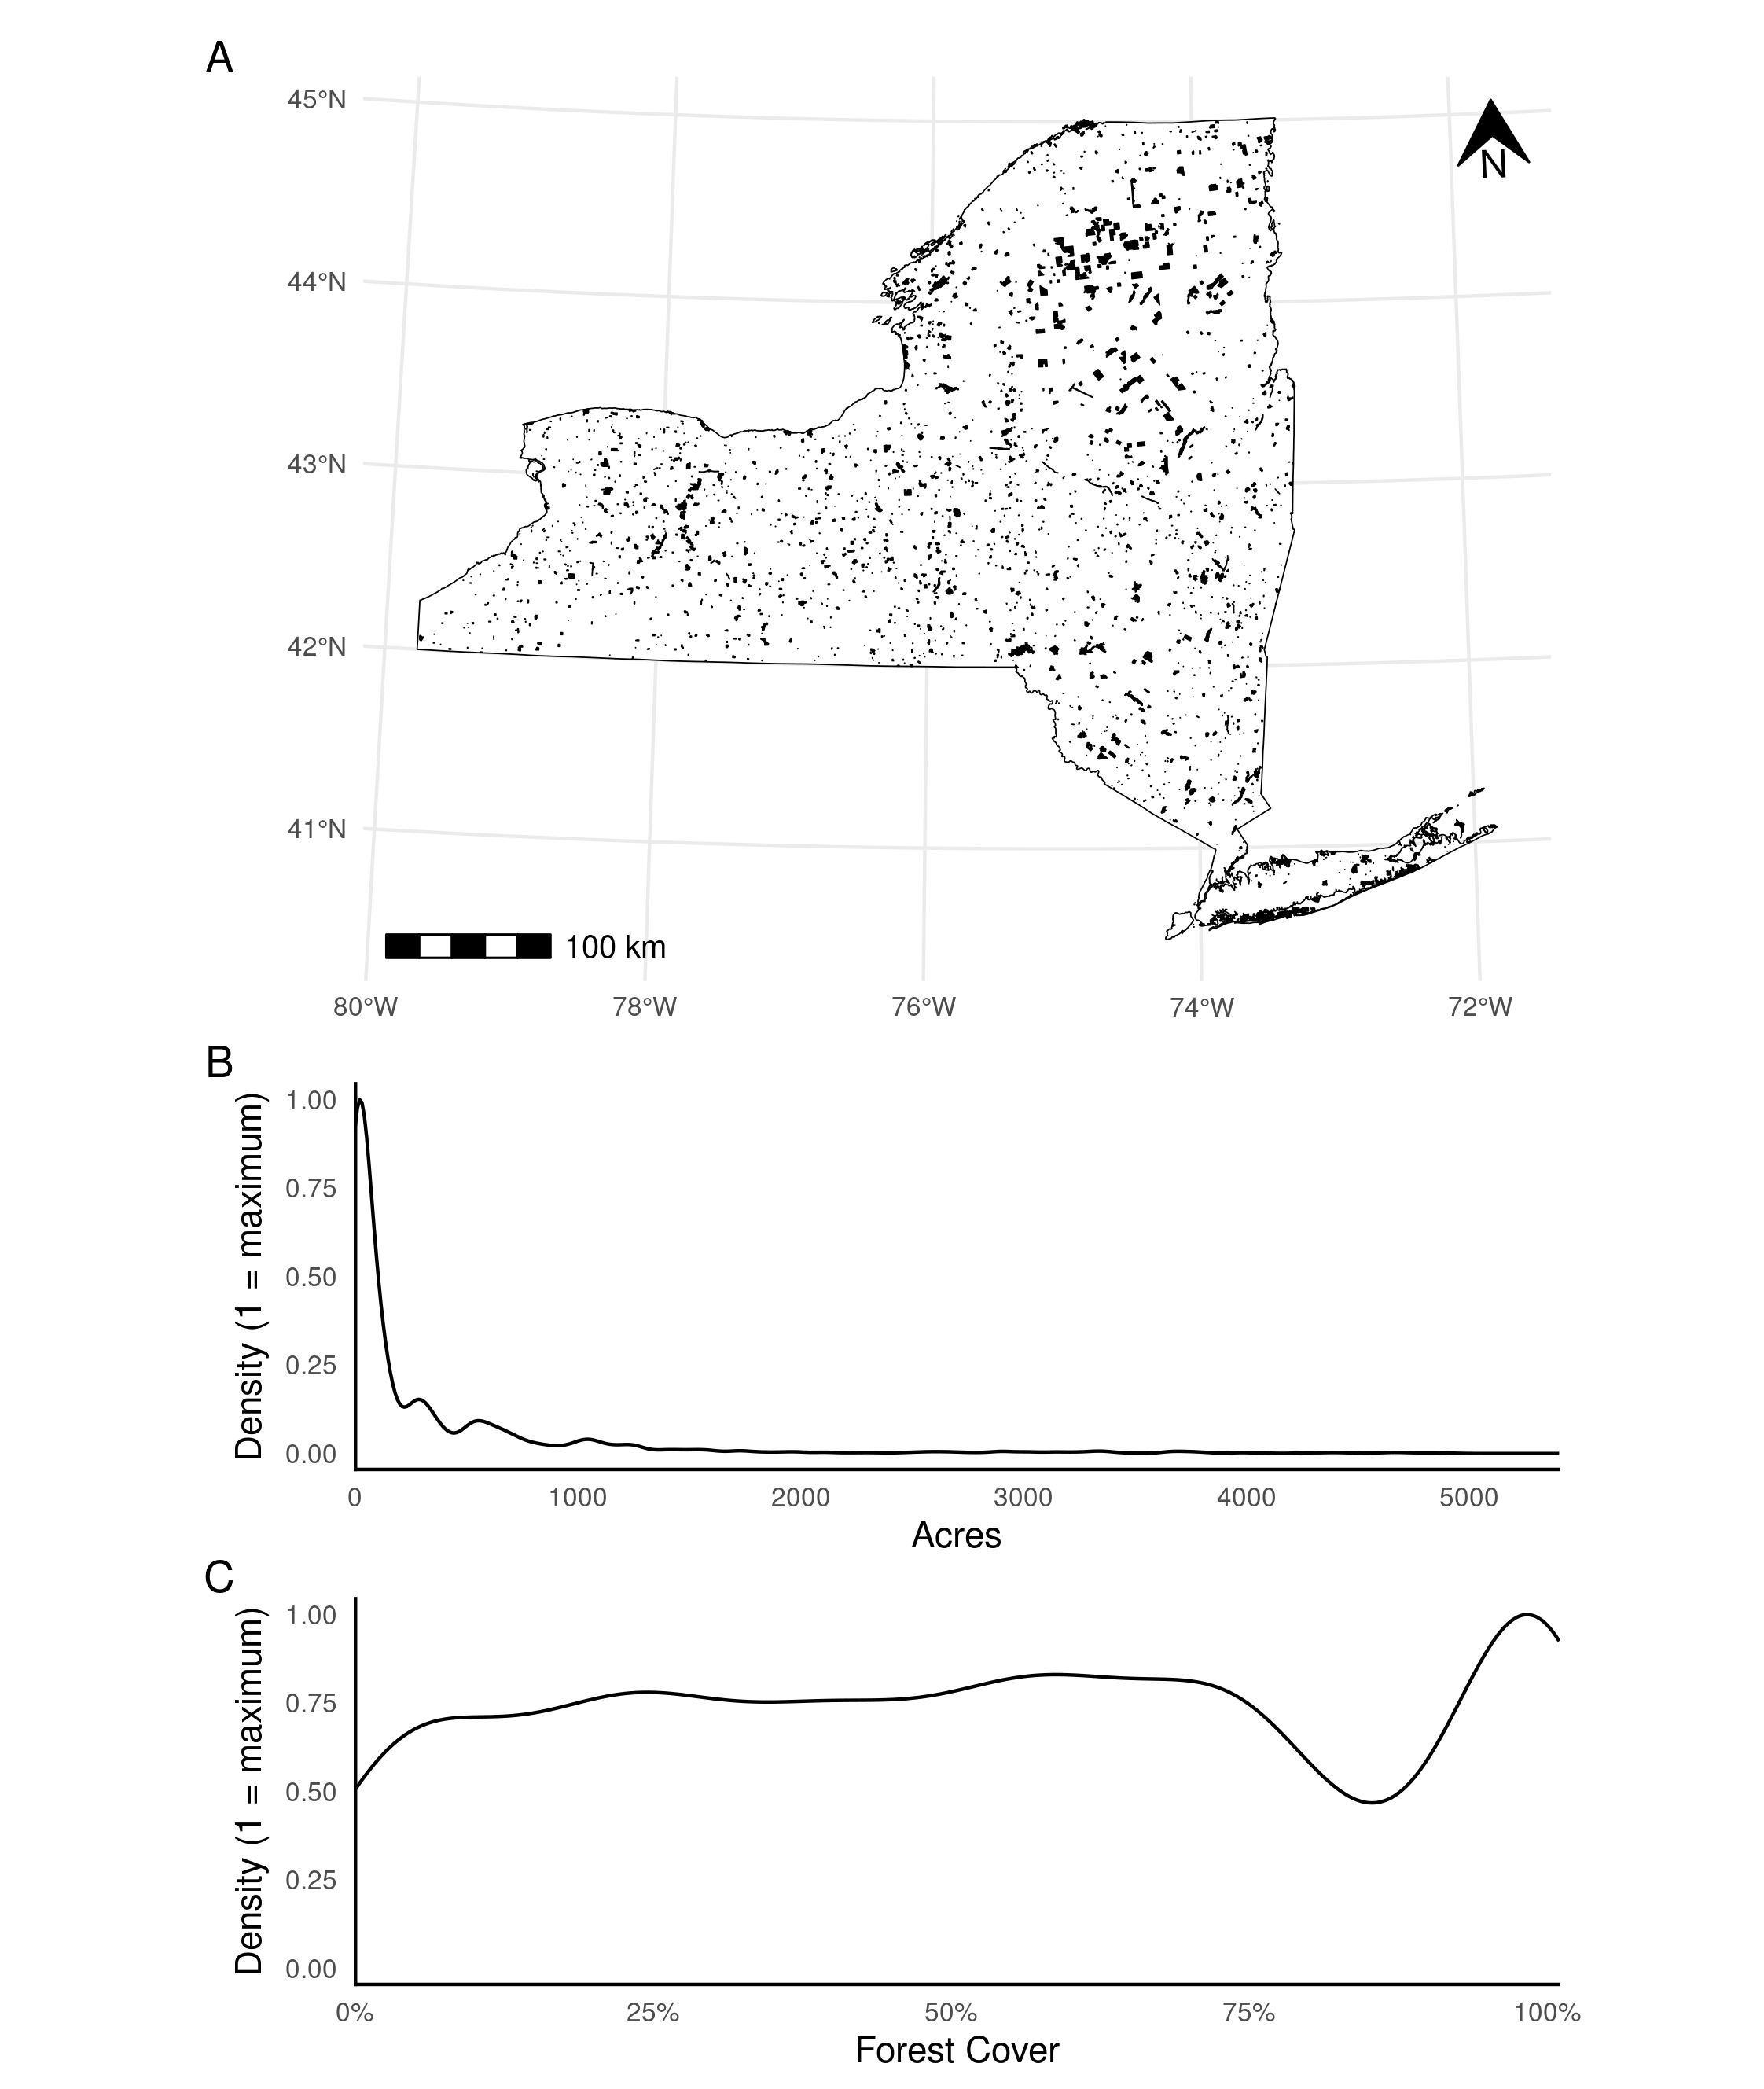 A
45°N
44°N
43°N
42°N
41°N
N
100 km
80°W
78°W
76°W
74°W
72°W
B
Density (1 = maximum)
1.00
0.75
0.50
0.25
0.00
0
1000
2000
3000
4000
5000
Acres
C
Density (1 = maximum)
1.00
0.75
0.50
0.25
0.00
0%
25%
50%
75%
100%
Forest Cover